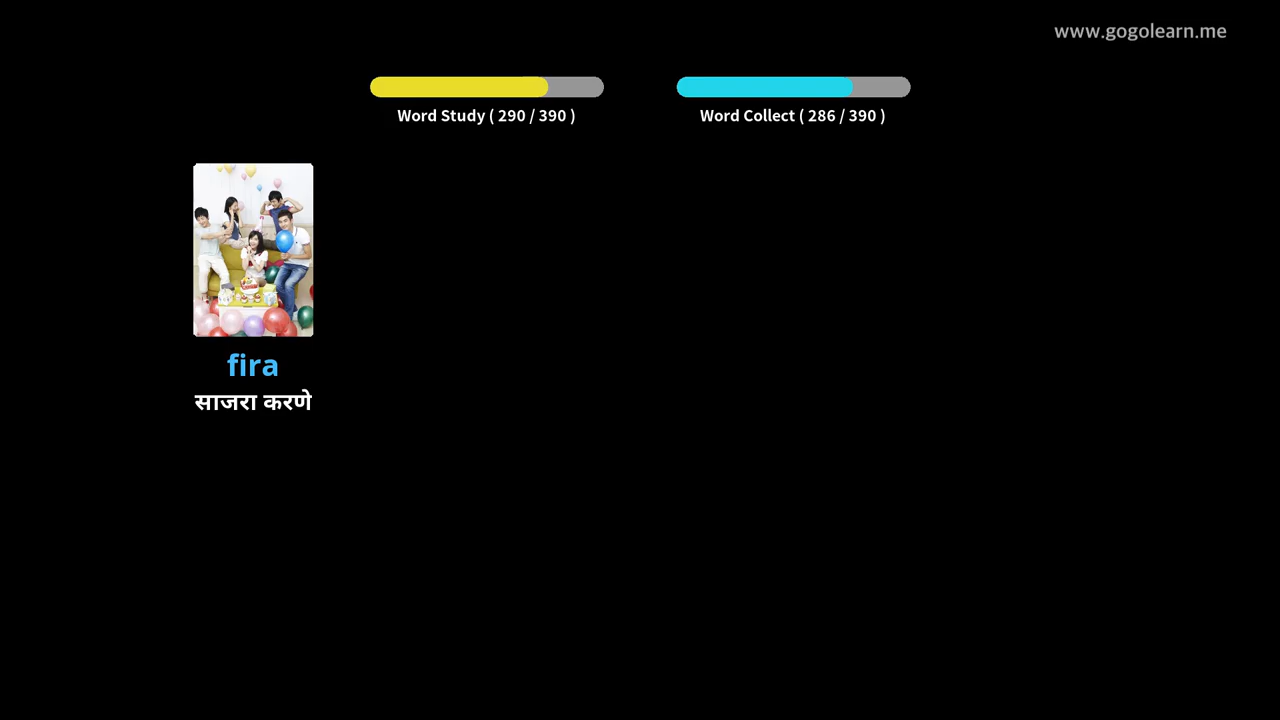 www.gogolearn.me
Word Study ( 290 / 390 )
Word Collect ( 286 / 390 )
fira
साजरा करणे